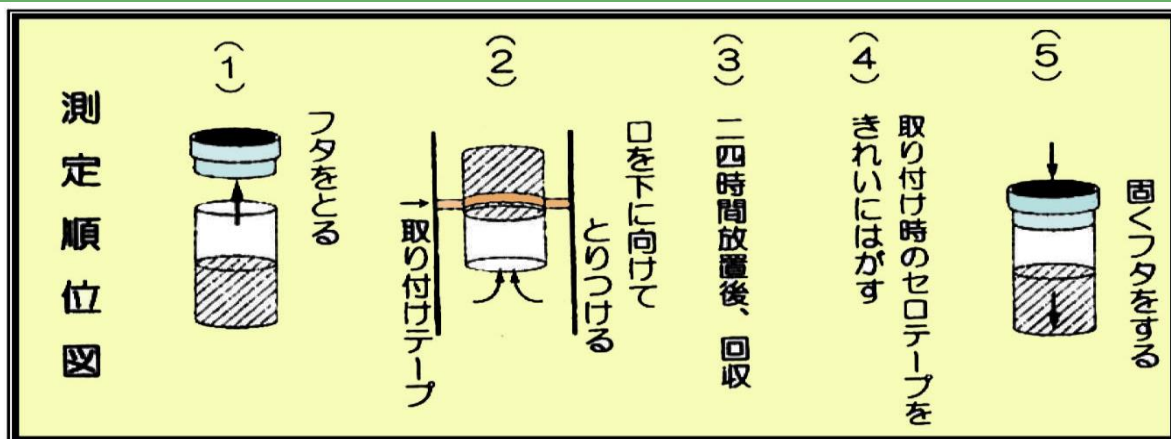 測定順位図
(1)
フタをとる
(2)
口を下に向けて
とりつける
→取り付けテープ
(3)
二四時間放置後、回収
(4)
取り付け時のセロテープを
きれいにはがす
(5)
固くフタをする